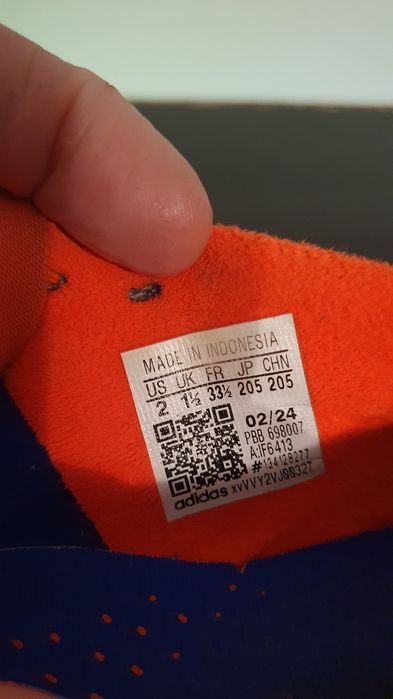 MADE IN INDONESIA
US UK FR JP CHN
2 1½ 33½ 205 205
02/24
PBB 698007
A:IF6413
#134128277
adidas xvVVY2VJ00327